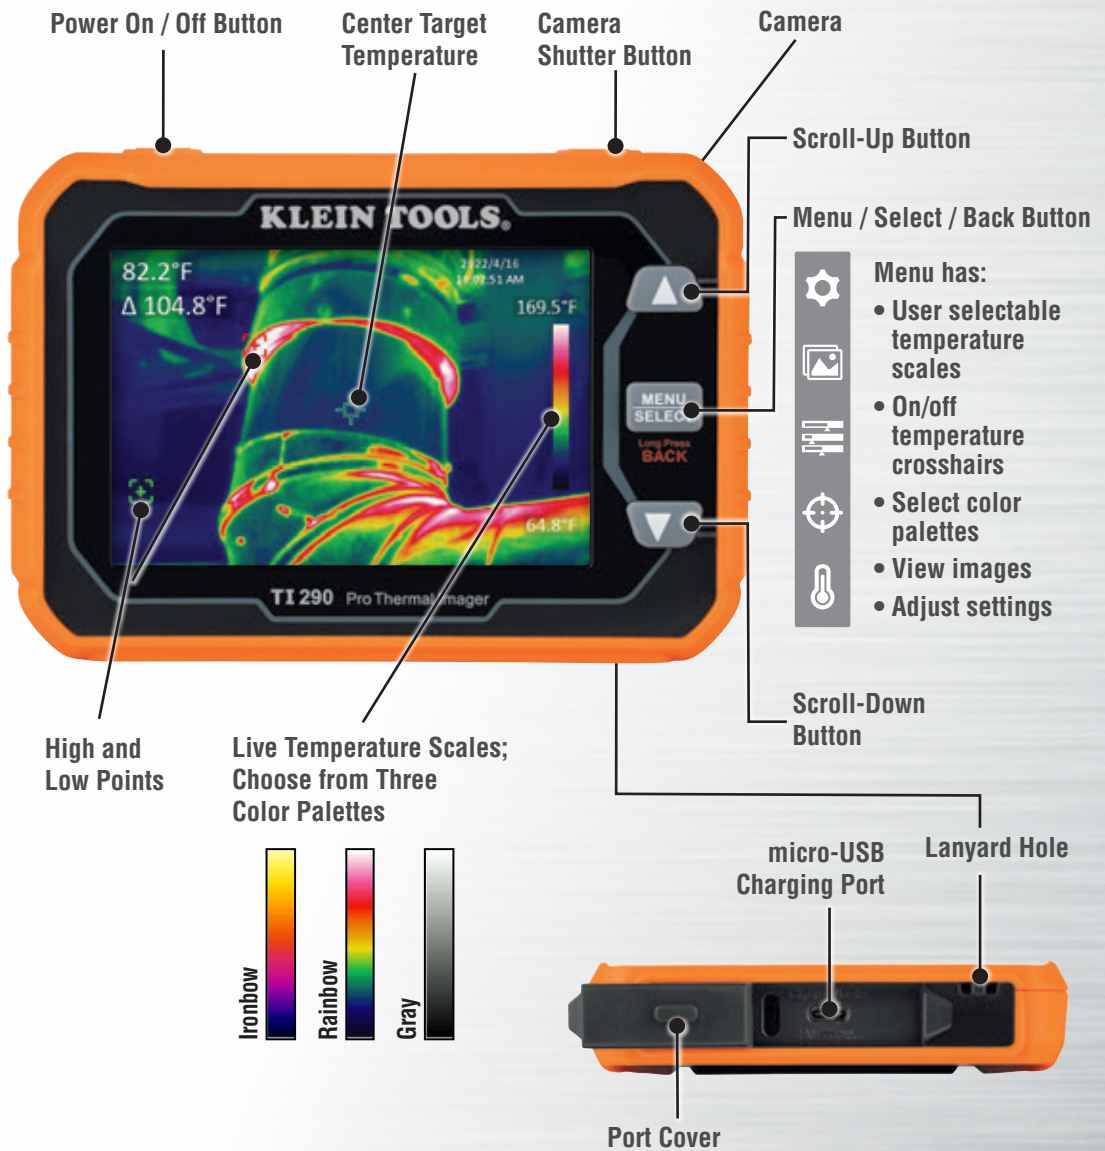 Power On / Off Button
Center Target
Temperature
Camera
Shutter Button
Camera
Scroll-Up Button
Menu / Select / Back Button
KLEIN TOOLS®
82.2°F
Δ 104.8°F
2022/4/16
169.5°F
64.8°F
MENU
SELECT
Long Press
BACK
TI 290 Pro Thermal Imager
Menu has:
• User selectable
temperature
scales
• On/off
temperature
crosshairs
• Select color
palettes
• View images
• Adjust settings
Scroll-Down
Button
High and
Low Points
Live Temperature Scales;
Choose from Three
Color Palettes
Ironbow
Rainbow
Gray
micro-USB
Charging Port
Lanyard Hole
Port Cover